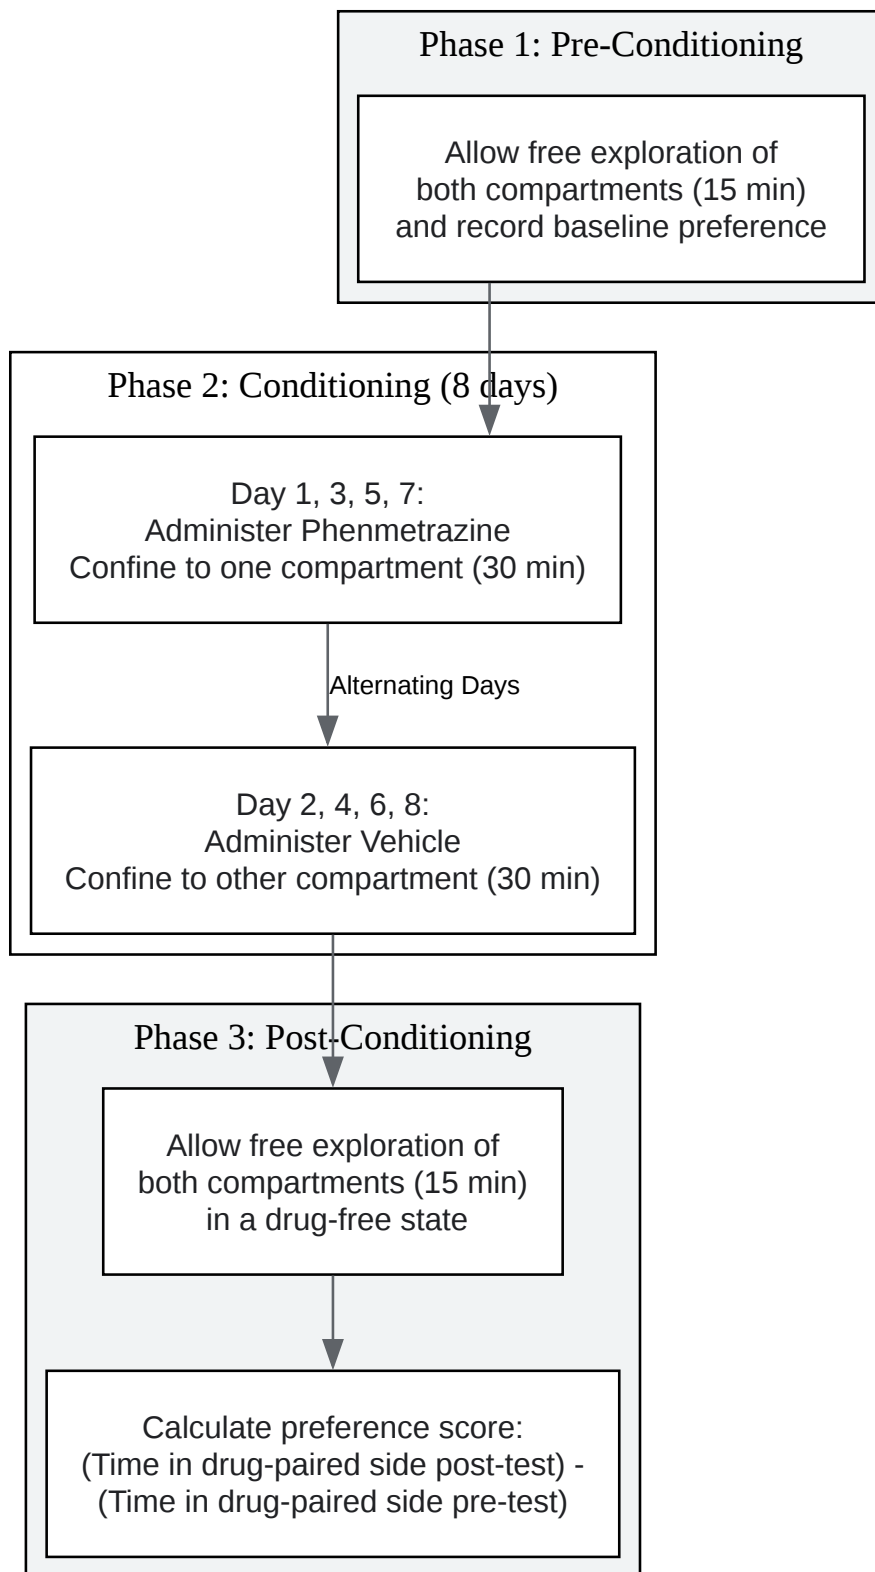 Phase 1: Pre-Conditioning
Allow free exploration of
both compartments (15 min)
and record baseline preference
Phase 2: Conditioning (8 days)
Day 1, 3, 5, 7:
Administer Phenmetrazine
Confine to one compartment (30 min)
Alternating Days
Day 2, 4, 6, 8:
Administer Vehicle
Confine to other compartment (30 min)
Phase 3: Post-Conditioning
Allow free exploration of
both compartments (15 min)
in a drug-free state
Calculate preference score:
(Time in drug-paired side post-test) -
(Time in drug-paired side pre-test)